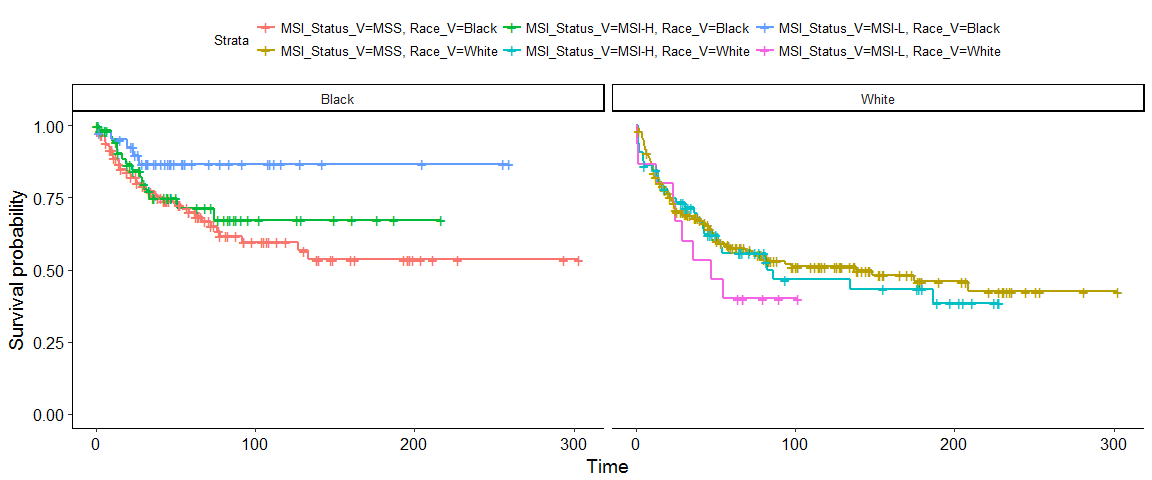 Strata
MSI_Status_V=MSS, Race_V=Black MSI_Status_V=MSI-H, Race_V=Black MSI_Status_V=MSI-L, Race_V=Black
MSI_Status_V=MSS, Race_V=White MSI_Status_V=MSI-H, Race_V=White MSI_Status_V=MSI-L, Race_V=White
Black White
Survival probability
1.00
0.75
0.50
0.25
0.00
0 100 200 300 0 100 200 300
Time